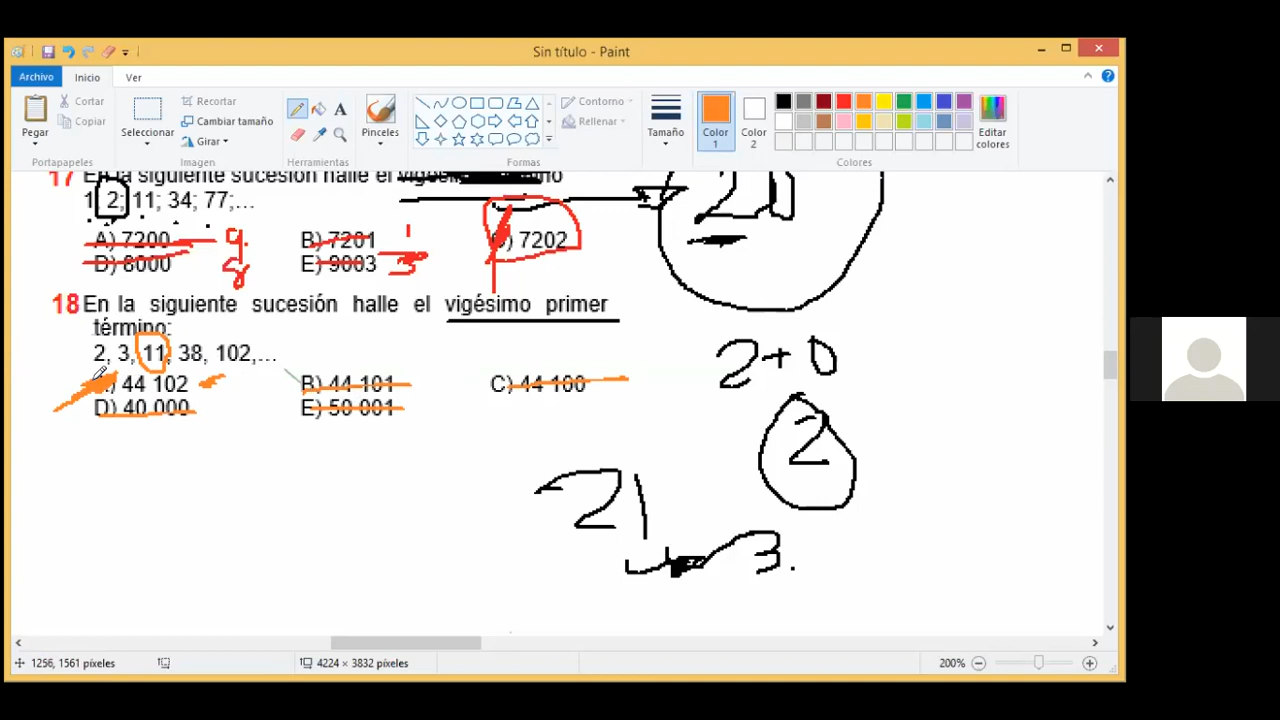 Sin título - Paint
Archivo Inicio Ver
Pegar
Cortar
Copiar
Seleccionar
Recortar
Cambiar tamaño
Girar
A
Pinceles
Contorno
Rellenar
Tamaño
Color 1
Color 2
Editar colores
Portapapeles Imagen Herramientas Formas Colores
17 En la siguiente sucesión halle el término
1, 2; 11; 34; 77;...
A) 7200 B) 7201 C) 7202
D) 8000 E) 9003
18 En la siguiente sucesión halle el vigésimo primer
término:
2, 3, 11, 38, 102,...
A) 44 102 B) 44 101 C) 44 100
D) 40 000 E) 50 001
20
2+0
2
21
3.
1256, 1561 píxeles
4224 × 3832 píxeles
200%